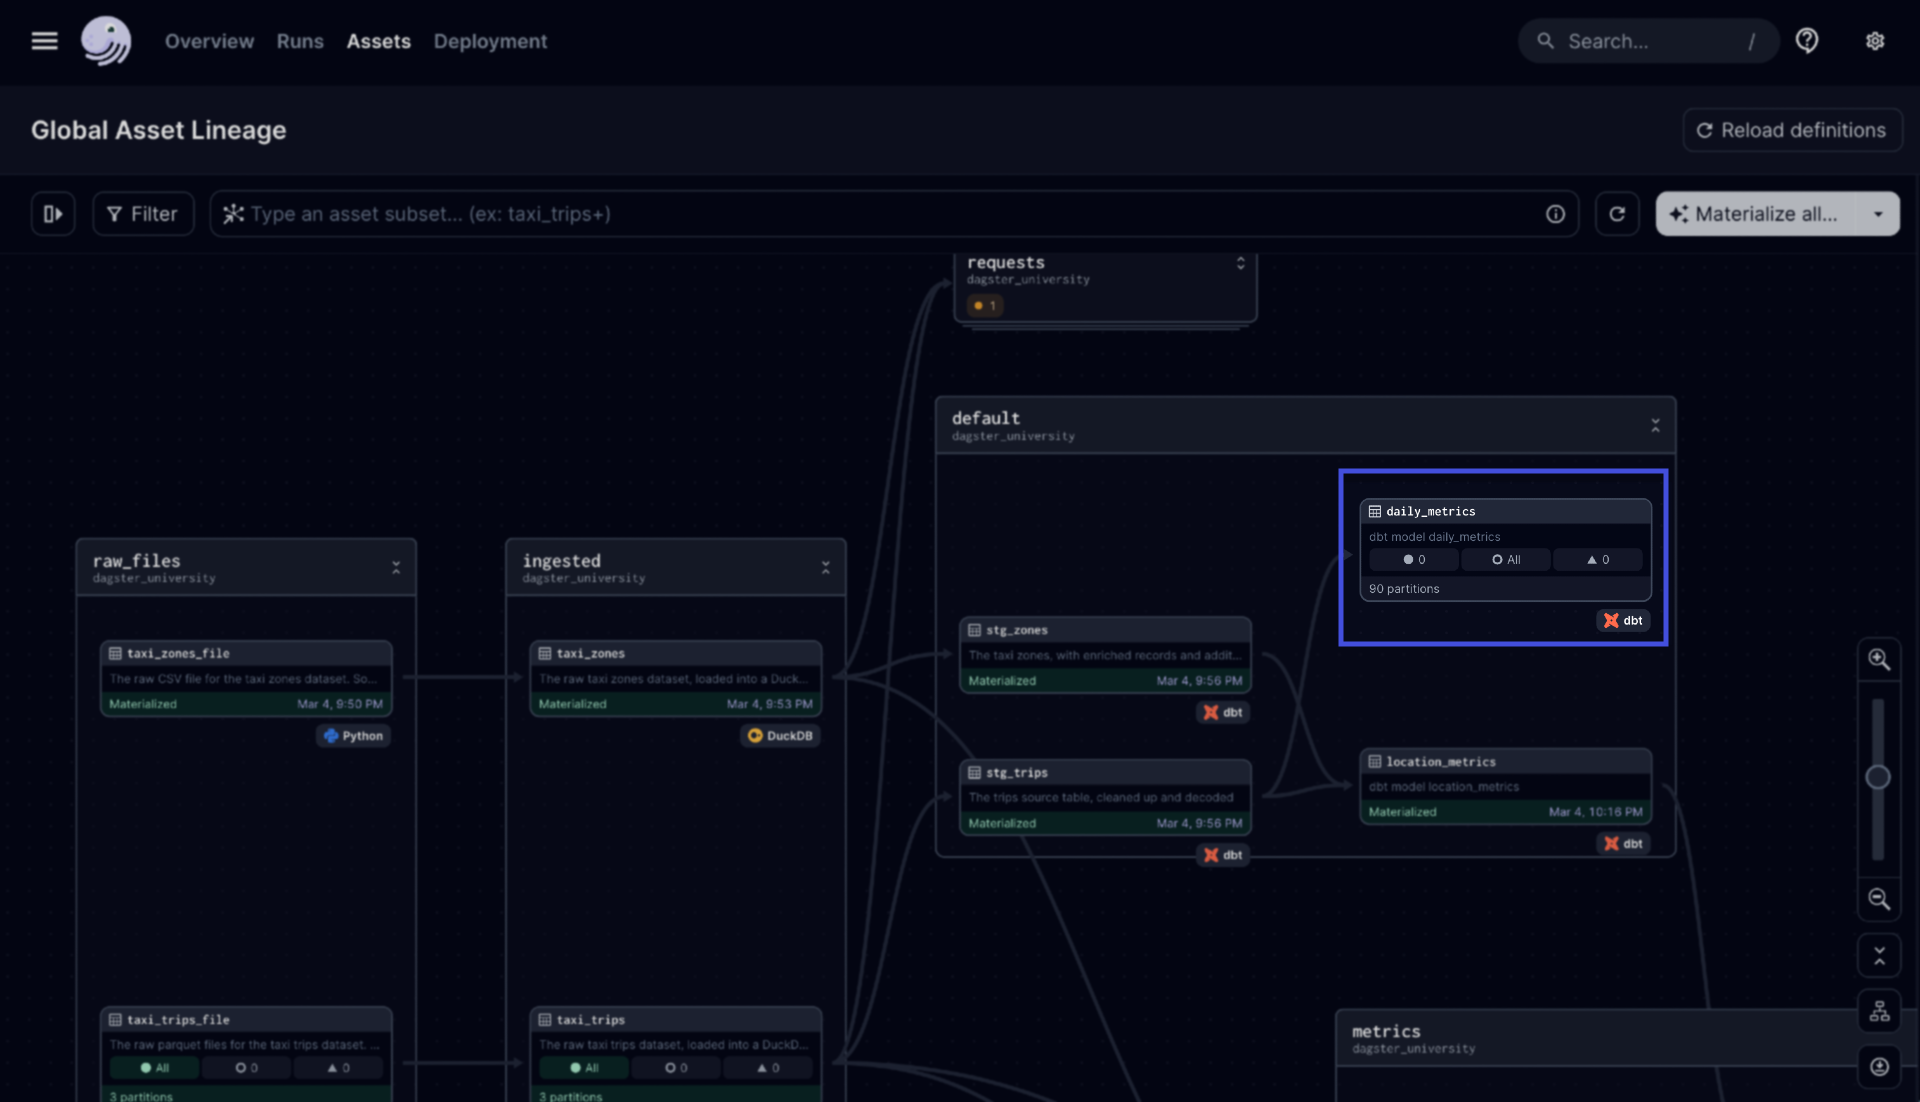 Overview Runs Assets Deployment
Search... /
Global Asset Lineage
Reload definitions
Filter
Type an asset subset... (ex: taxi_trips+)
Materialize all...
requests
dagster_university
1
default
dagster_university
daily_metrics
dbt model daily_metrics
0 All 0
90 partitions
dbt
raw_files
dagster_university
taxi_zones_file
The raw CSV file for the taxi zones dataset. So...
Materialized Mar 4, 9:50 PM
Python
ingested
dagster_university
taxi_zones
The raw taxi zones dataset, loaded into a Duck...
Materialized Mar 4, 9:53 PM
DuckDB
stg_zones
The taxi zones, with enriched records and addit...
Materialized Mar 4, 9:56 PM
dbt
stg_trips
The trips source table, cleaned up and decoded
Materialized Mar 4, 9:56 PM
dbt
location_metrics
dbt model location_metrics
Materialized Mar 4, 10:16 PM
dbt
taxi_trips_file
The raw parquet files for the taxi trips dataset. ...
All 0 0
3 partitions
taxi_trips
The raw taxi trips dataset, loaded into a DuckD...
All 0 0
3 partitions
metrics
dagster_university